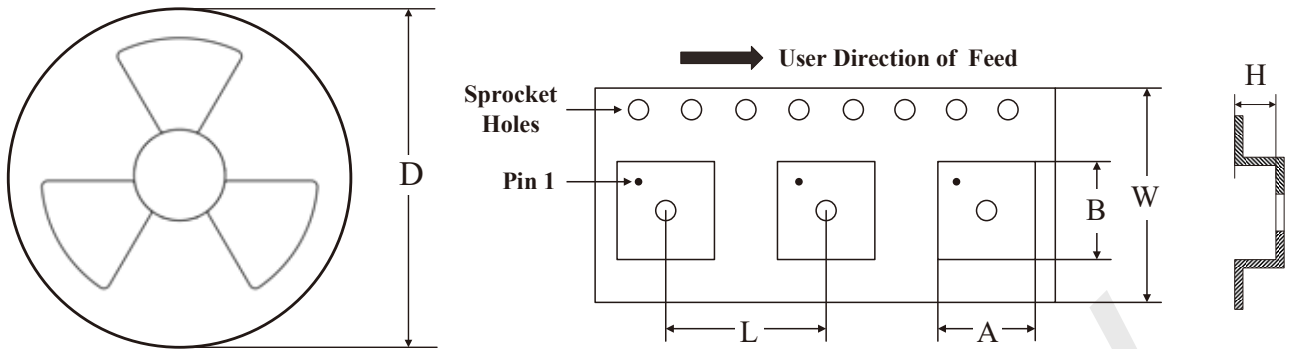 User Direction of Feed
Sprocket
Holes
Pin 1
D
H
B
W
L
A